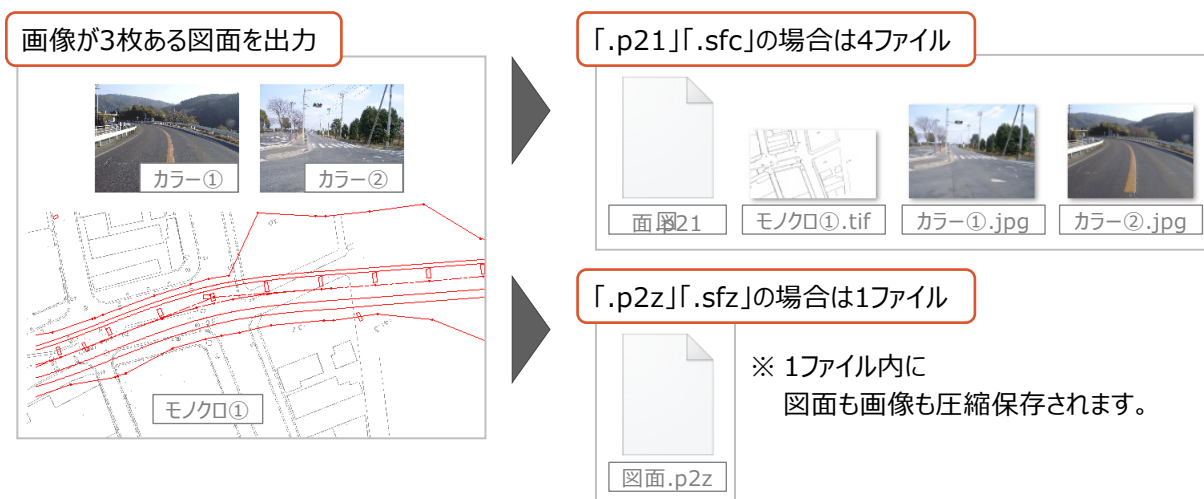 画像が3枚ある図面を出力
カラー①
カラー②
モノクロ①
「.p21」「.sfc」の場合は4ファイル
図面.p21
モノクロ①.tif
カラー①.jpg
カラー②.jpg
「.p2z」「.sfz」の場合は1ファイル
図面.p2z
※ 1ファイル内に
図面も画像も圧縮保存されます。